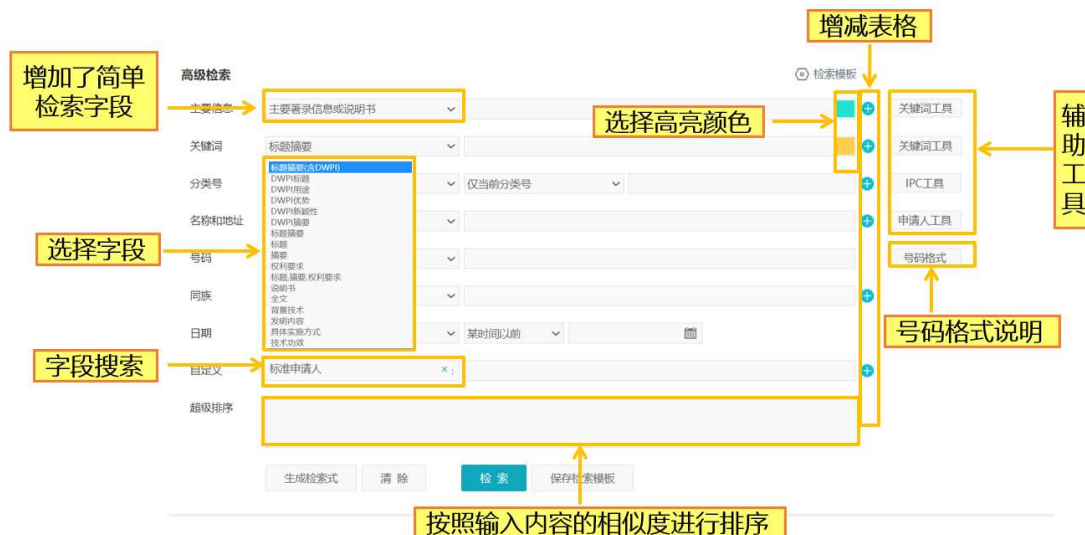 增减表格
增加了简单
检索字段
高级检索
检索模板
主要信息
主要著录信息或说明书
选择高亮颜色
关键词工具
关键词
标题摘要
关键词工具
辅
助
工
具
标题摘要(含DWPI)
DWPI标题
DWPI用途
DWPI优势
DWPI新颖性
DWPI摘要
标题摘要
标题
摘要
权利要求
标题,摘要,权利要求
说明书
全文
背景技术
发明内容
具体实施方式
技术功效
分类号
仅当前分类号
IPC工具
名称和地址
申请人工具
选择字段
号码
号码格式
同族
日期
某时间以前
号码格式说明
字段搜索
自定义
标准申请人
× :
超级排序
生成检索式
清 除
检 索
保存检索模板
按照输入内容的相似度进行排序